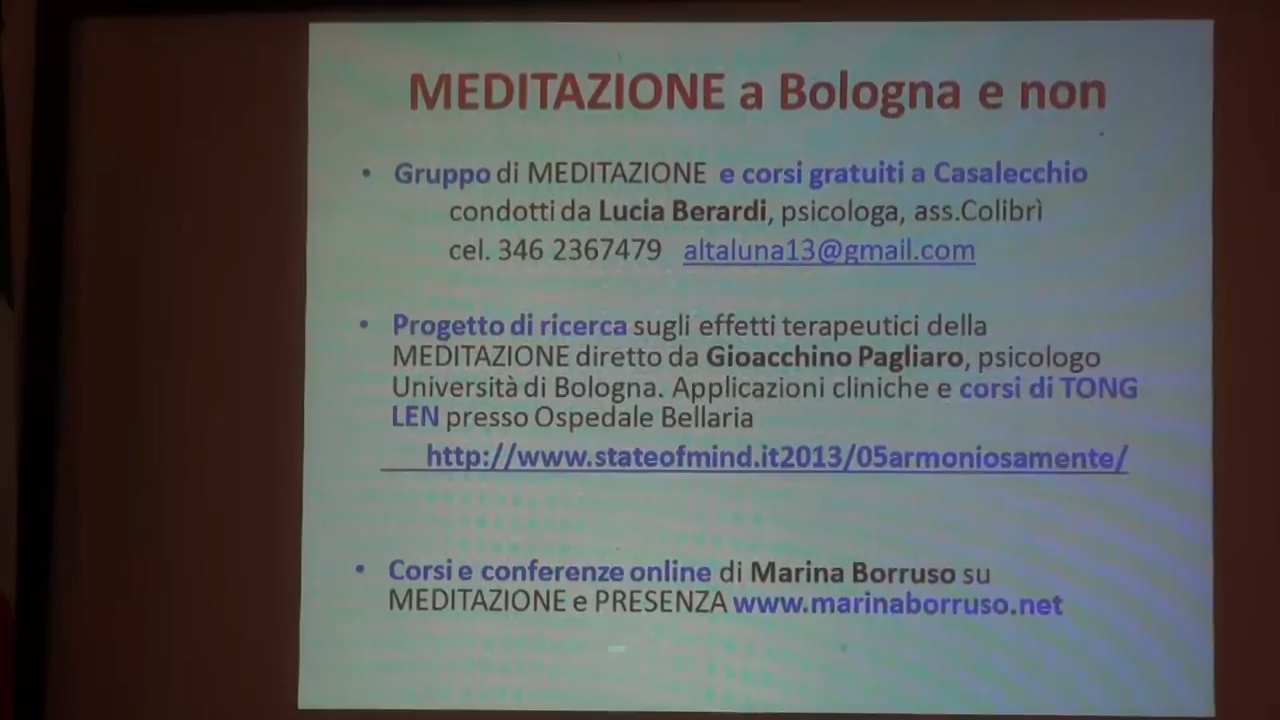 MEDITAZIONE a Bologna e non
• Gruppo di MEDITAZIONE e corsi gratuiti a Casalecchio
condotti da Lucia Berardi, psicologa, ass.Colibrì
cel. 346 2367479 altaluna13@gmail.com
• Progetto di ricerca sugli effetti terapeutici della
MEDITAZIONE diretto da Gioacchino Pagliaro, psicologo
Università di Bologna. Applicazioni cliniche e corsi di TONG
LEN presso Ospedale Bellaria
http://www.stateofmind.it2013/05armoniosamente/
• Corsi e conferenze online di Marina Borruso su
MEDITAZIONE e PRESENZA www.marinaborruso.net